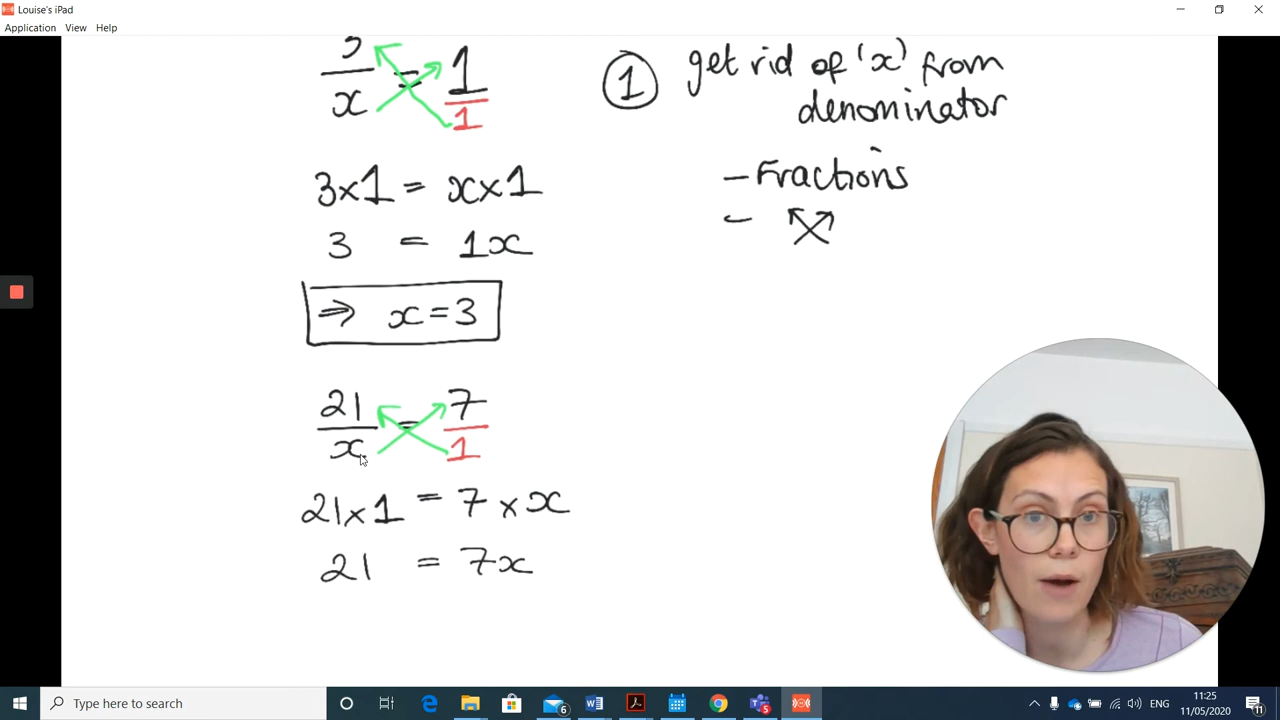 Louise's iPad
Application View Help
3/x = 1/1
① get rid of 'x' from
denominator
- Fractions
-
3×1 = x×1
3 = 1x
⇒ x=3
21/x = 7/1
21×1 = 7×x
21 = 7x
Type here to search
6
5
ENG
11:25
11/05/2020